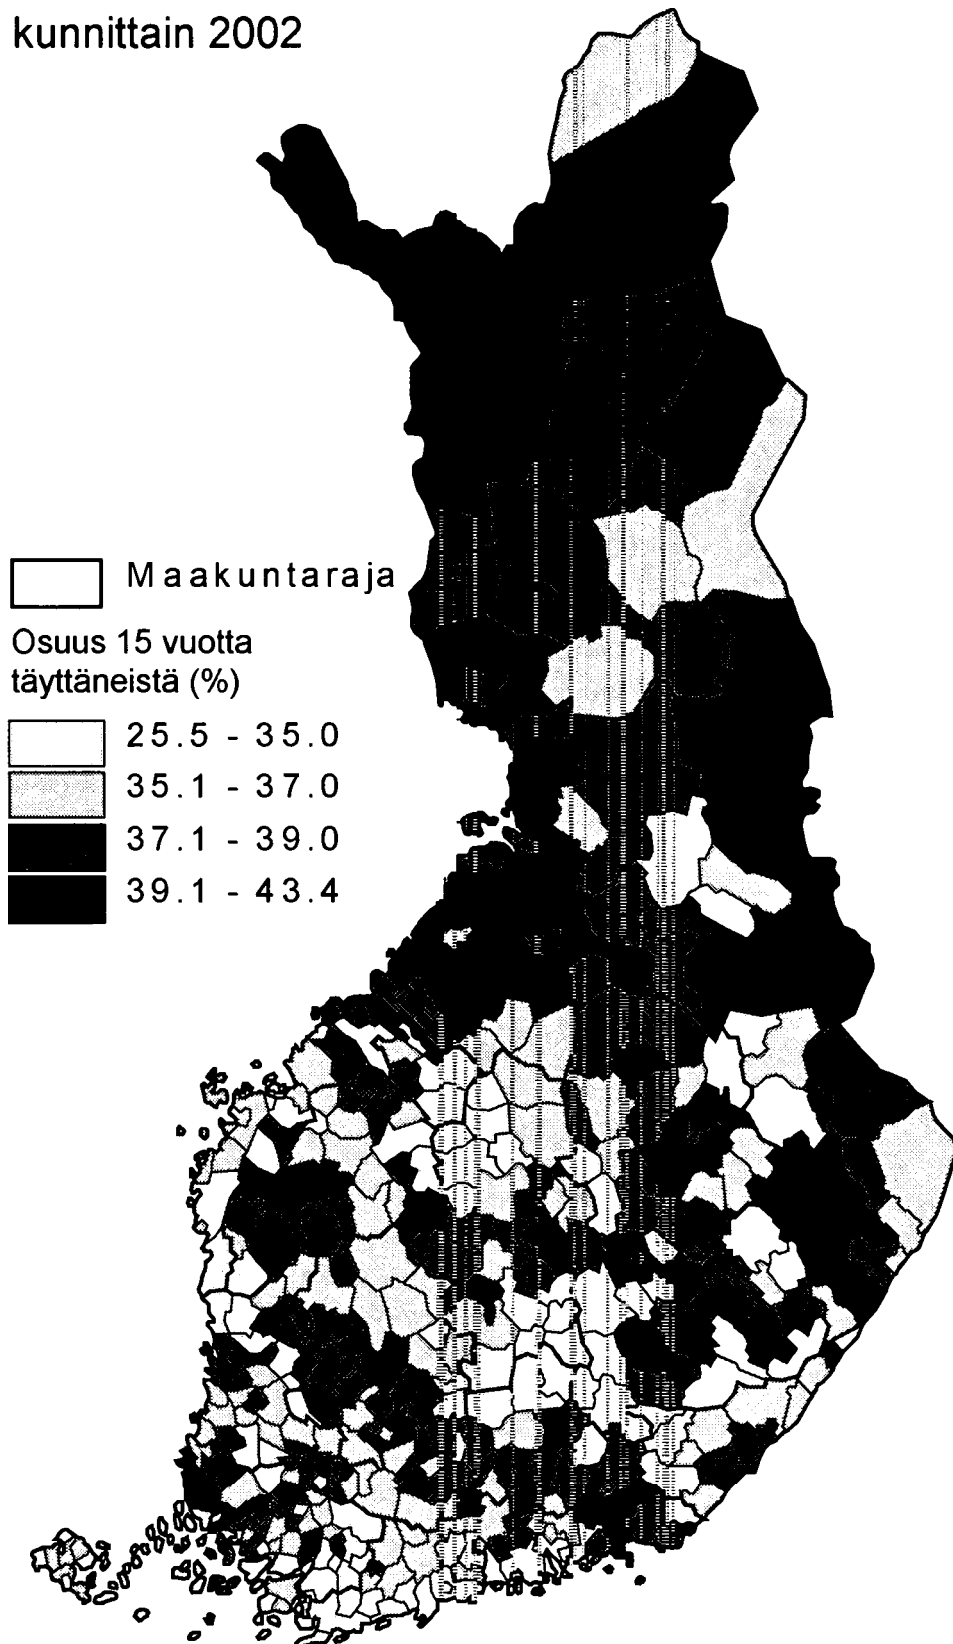 kunnittain 2002
Maakuntaraja
Osuus 15 vuotta
täyttäneistä (%)
25.5 - 35.0
35.1 - 37.0
37.1 - 39.0
39.1 - 43.4